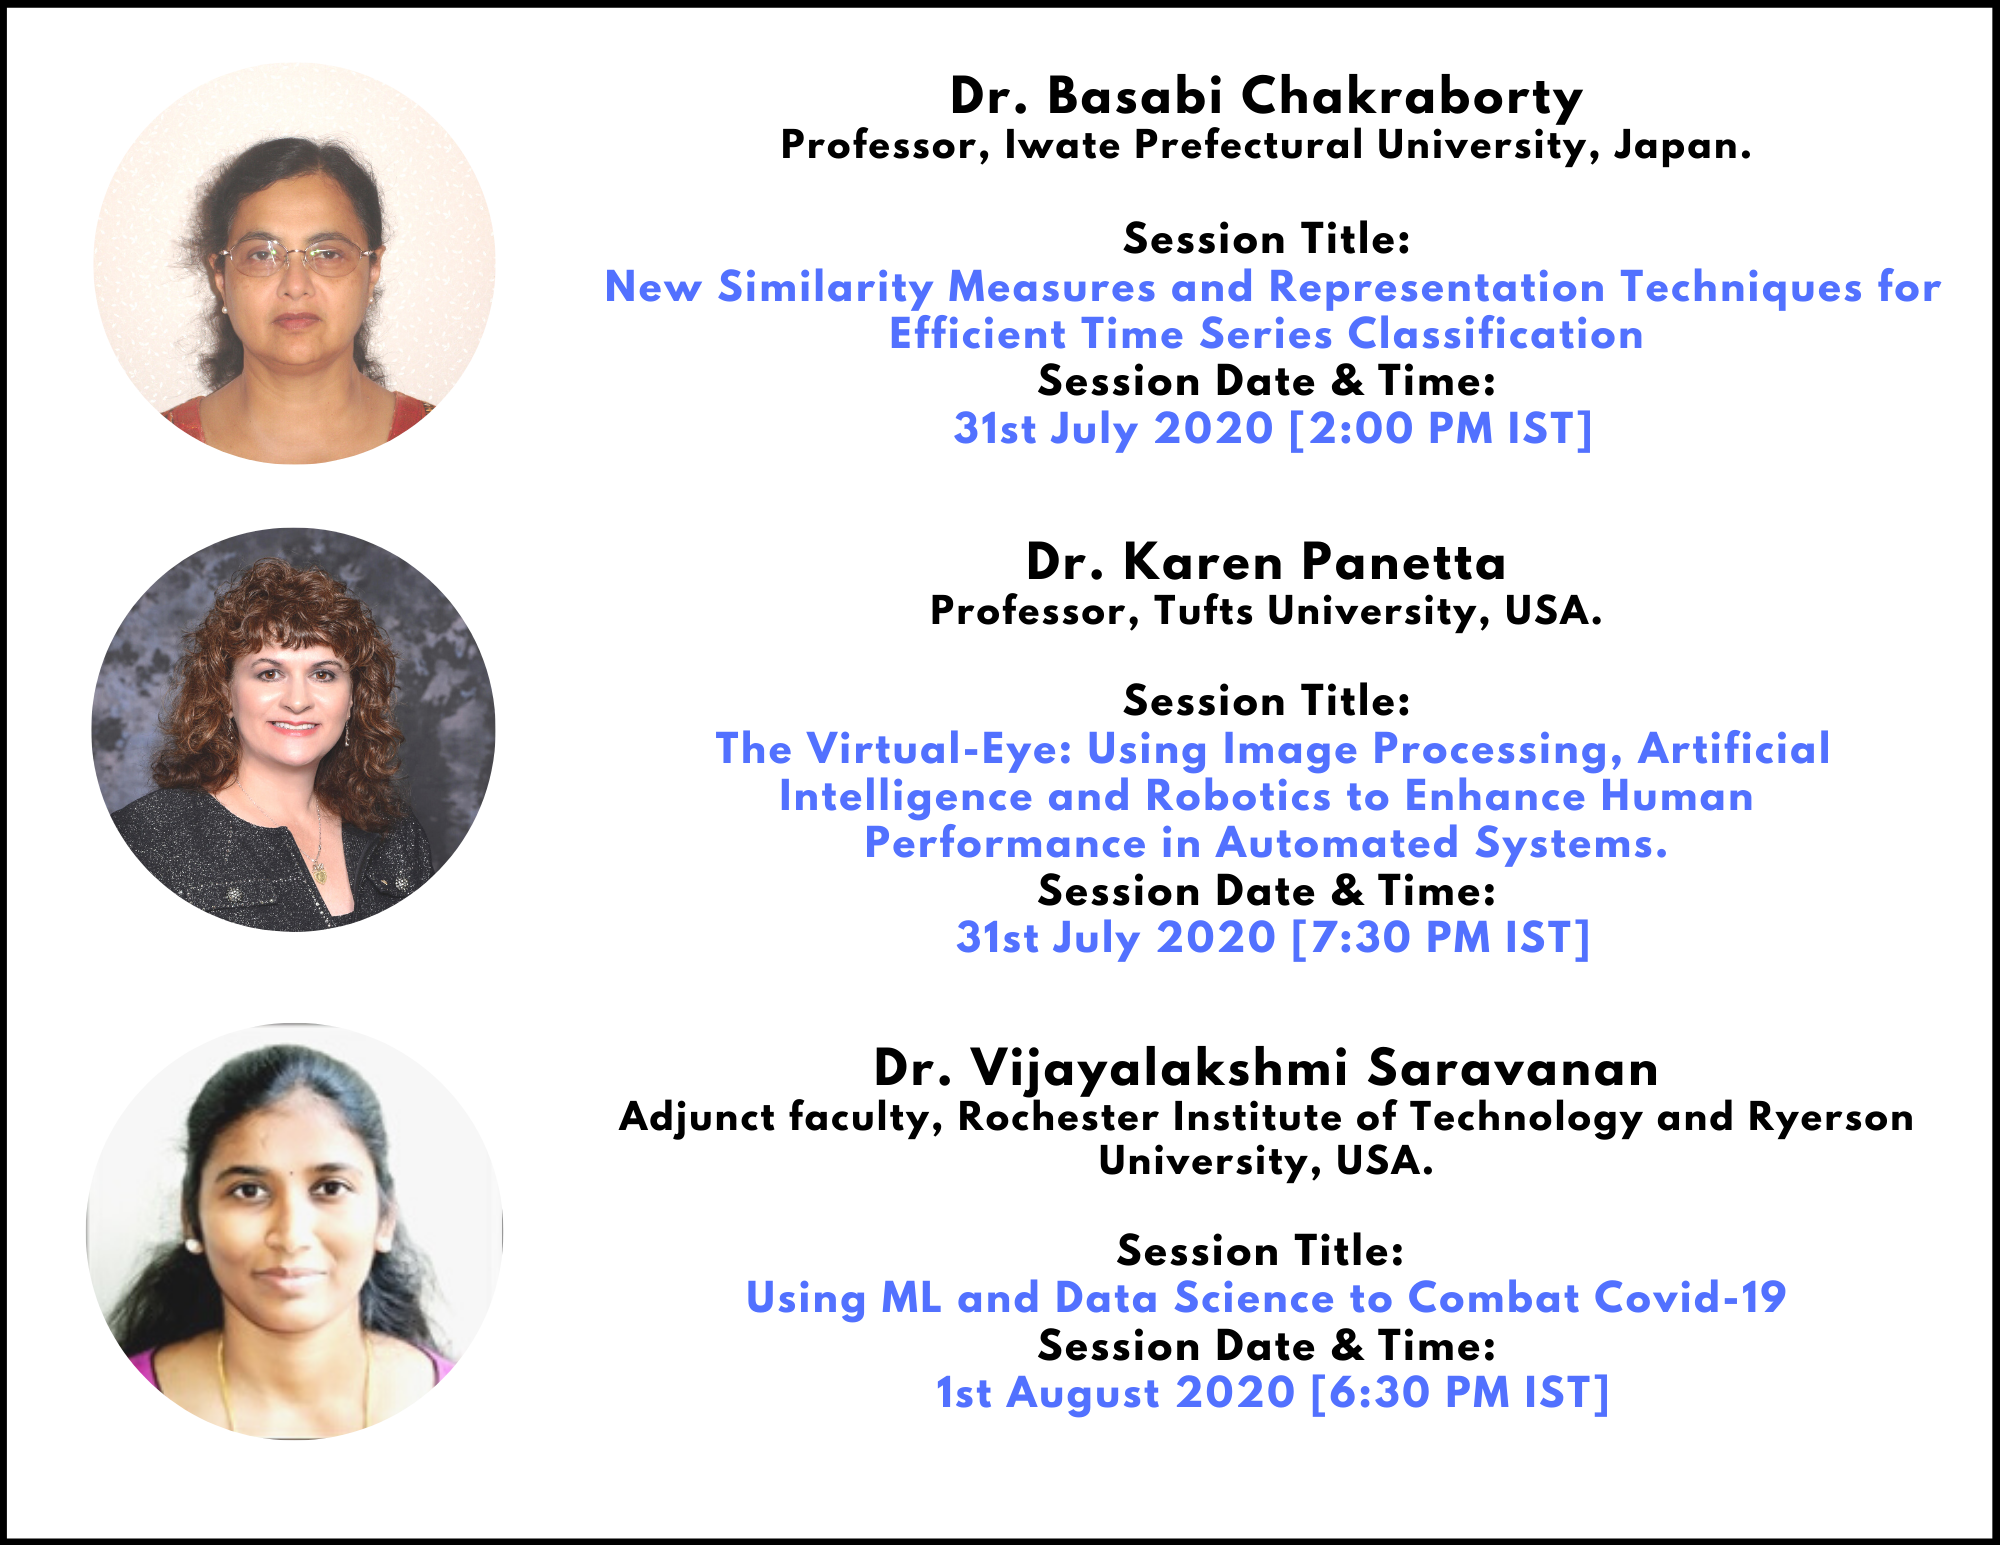 Dr. Basabi Chakraborty
Professor, Iwate Prefectural University, Japan.
Session Title:
New Similarity Measures and Representation Techniques for
Efficient Time Series Classification
Session Date & Time:
31st July 2020 [2:00 PM IST]
Dr. Karen Panetta
Professor, Tufts University, USA.
Session Title:
The Virtual-Eye: Using Image Processing, Artificial
Intelligence and Robotics to Enhance Human
Performance in Automated Systems.
Session Date & Time:
31st July 2020 [7:30 PM IST]
Dr. Vijayalakshmi Saravanan
Adjunct faculty, Rochester Institute of Technology and Ryerson
University, USA.
Session Title:
Using ML and Data Science to Combat Covid-19
Session Date & Time:
1st August 2020 [6:30 PM IST]